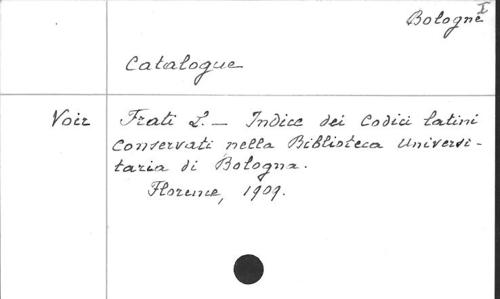 Bologne I
Catalogue
Voir Frati L. — Indice dei Codici latini
conservati nella Biblioteca Universi-
taria di Bologna.
Florence, 1909.